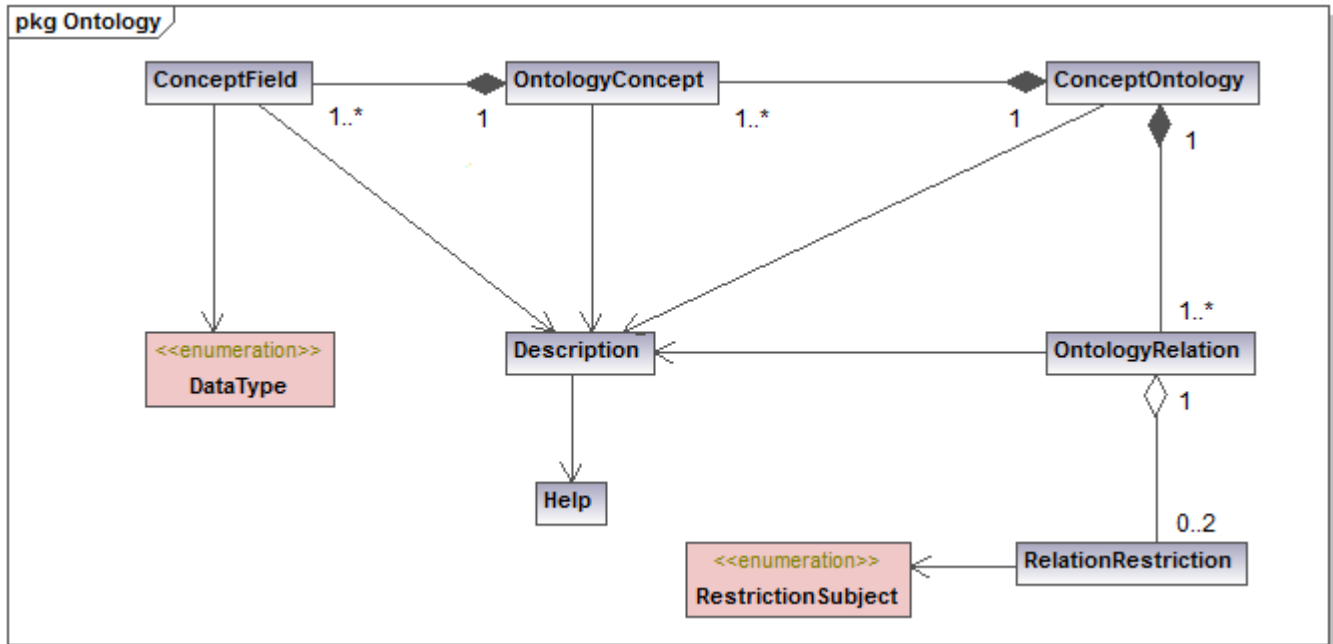 pkg Ontology
ConceptField
OntologyConcept
ConceptOntology
1..*
1
1..*
1
1
1..*
<<enumeration>>
DataType
Description
OntologyRelation
1
Help
0..2
<<enumeration>>
RestrictionSubject
RelationRestriction